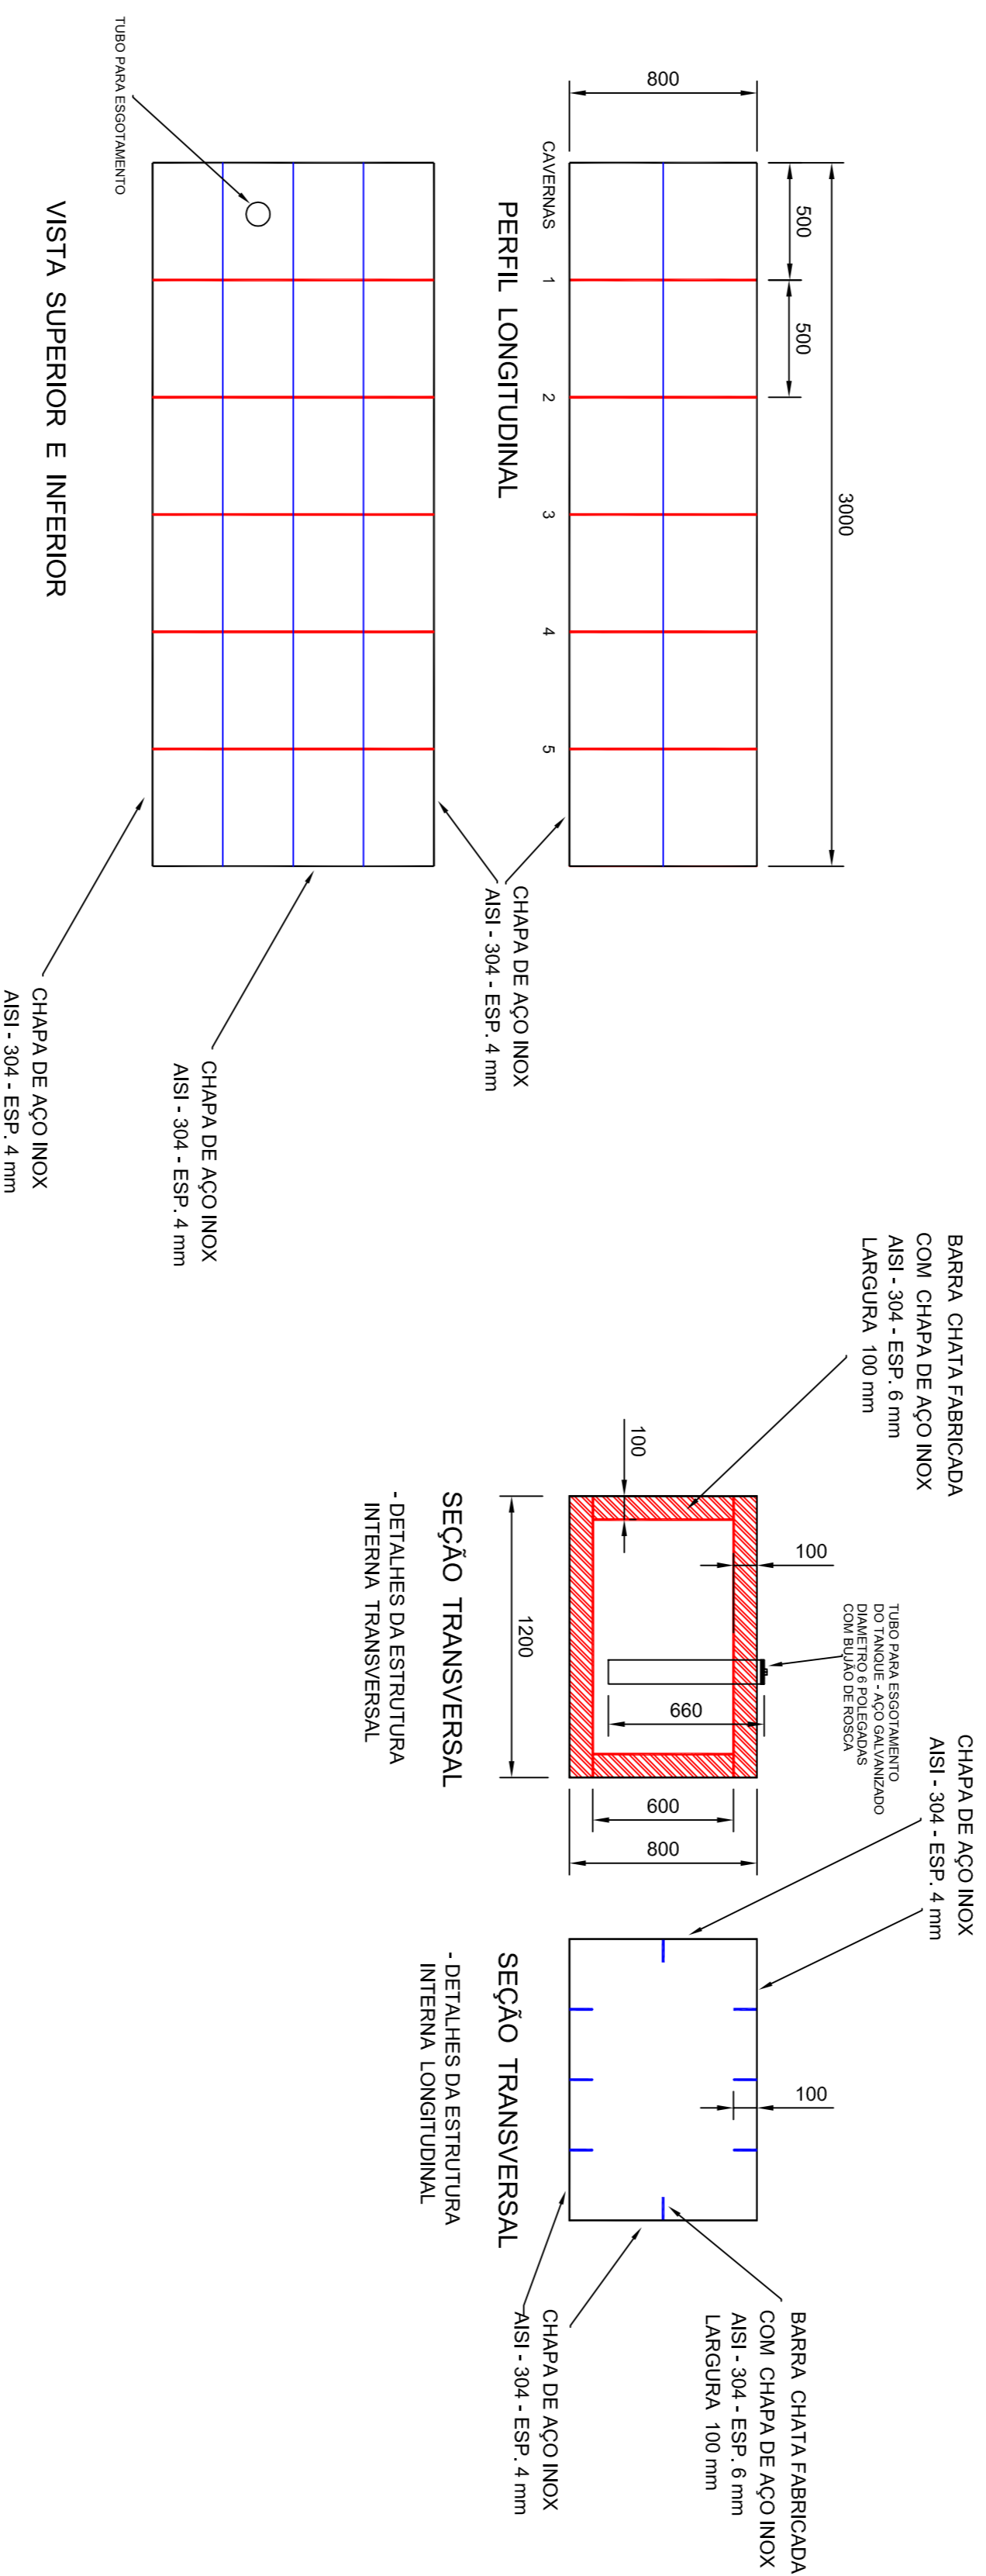 3000
500
500
800
CAVERNAS
1
2
3
4
5
PERFIL LONGITUDINAL
CHAPA DE AÇO INOX
AISI - 304 - ESP. 4 mm
TUBO PARA ESGOTAMENTO
VISTA SUPERIOR E INFERIOR
CHAPA DE AÇO INOX
AISI - 304 - ESP. 4 mm
CHAPA DE AÇO INOX
AISI - 304 - ESP. 4 mm
BARRA CHATA FABRICADA
COM CHAPA DE AÇO INOX
AISI - 304 - ESP. 6 mm
LARGURA 100 mm
100
100
TUBO PARA ESGOTAMENTO
DO TANQUE - AÇO GALVANIZADO
DIAMETRO 6 POLEGADAS
COM BUJÃO DE ROSCA
660
600
800
1200
SEÇÃO TRANSVERSAL
- DETALHES DA ESTRUTURA
INTERNA TRANSVERSAL
CHAPA DE AÇO INOX
AISI - 304 - ESP. 4 mm
100
BARRA CHATA FABRICADA
COM CHAPA DE AÇO INOX
AISI - 304 - ESP. 6 mm
LARGURA 100 mm
CHAPA DE AÇO INOX
AISI - 304 - ESP. 4 mm
SEÇÃO TRANSVERSAL
- DETALHES DA ESTRUTURA
INTERNA LONGITUDINAL